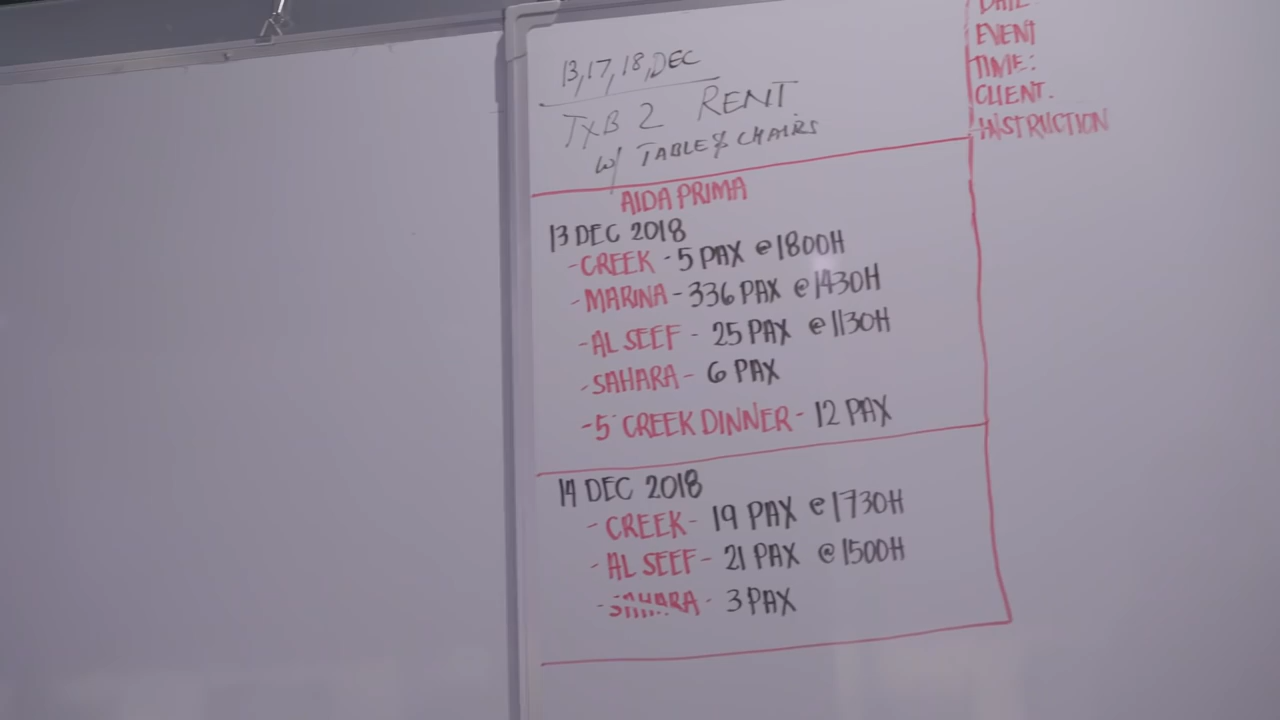 13,17,18,DEC
TXB 2 RENT
W/ TABLE & CHAIRS
AIDA PRIMA
13 DEC 2018
-CREEK - 5 PAX @ 1800H
-MARINA - 336 PAX @ 1430H
-AL SEEF - 25 PAX @ 1130H
-SAHARA - 6 PAX
-5* CREEK DINNER - 12 PAX
14 DEC 2018
-CREEK - 19 PAX @ 1730H
-AL SEEF - 21 PAX @ 1500H
-SAHARA - 3 PAX
DATE
EVENT
TIME:
CLIENT.
INSTRUCTION